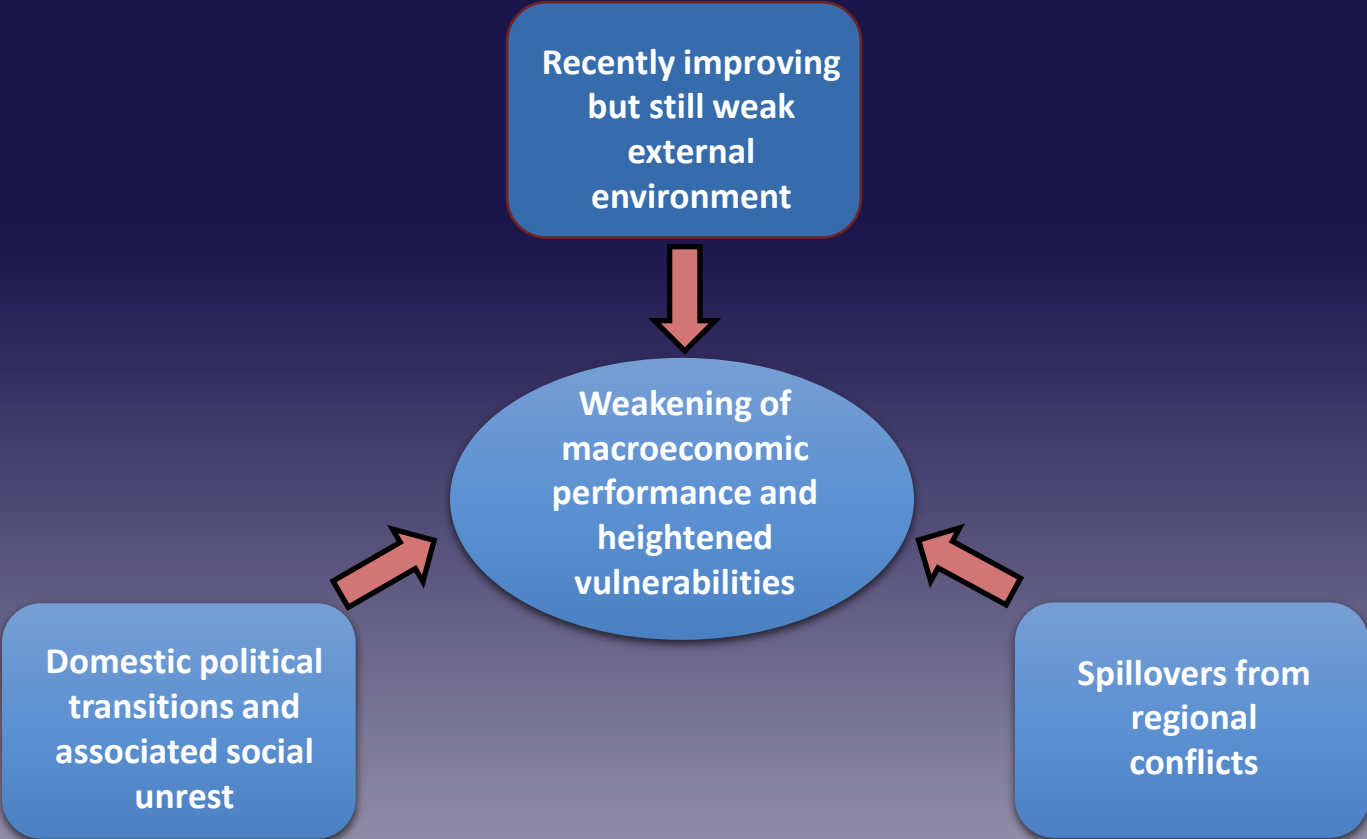 Recently improving
but still weak
external
environment
Weakening of
macroeconomic
performance and
heightened
vulnerabilities
Domestic political
transitions and
associated social
unrest
Spillovers from
regional
conflicts